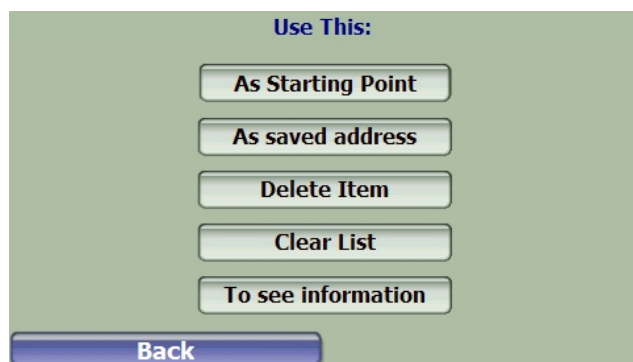 Use This:
As Starting Point
As saved address
Delete Item
Clear List
To see information
Back